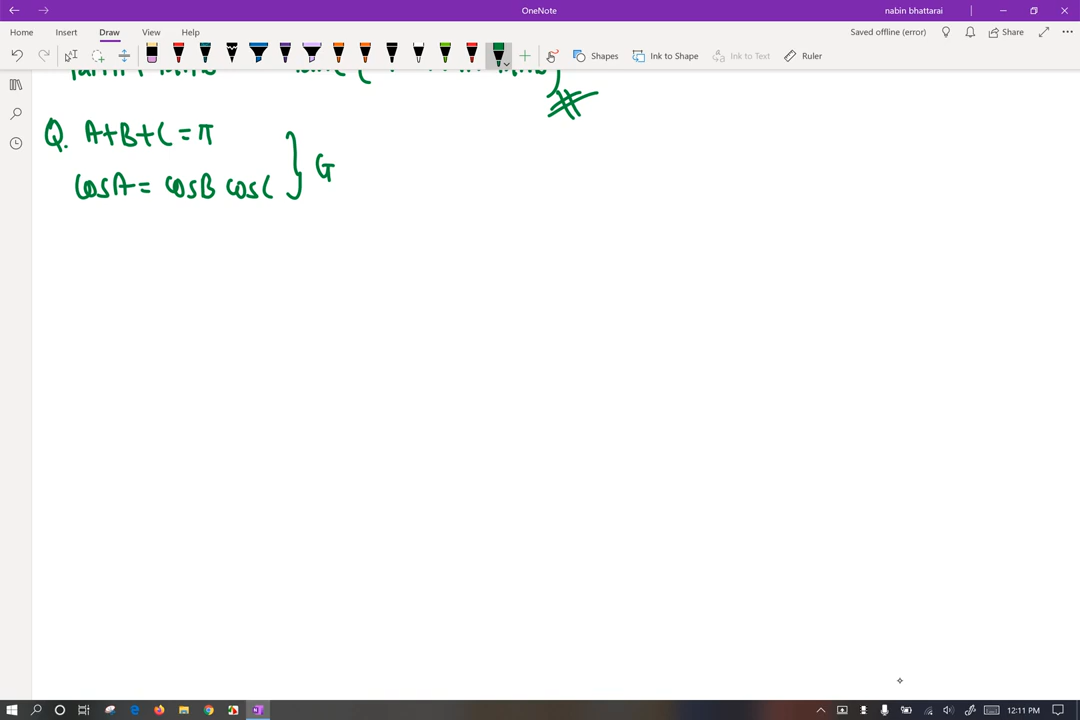 OneNote
nabin bhattarai
Home Insert Draw View Help
Saved offline (error) Share
Shapes Ink to Shape Ink to Text Ruler
Q. A+B+C = π
cosA = cosB cosC } G
12:11 PM